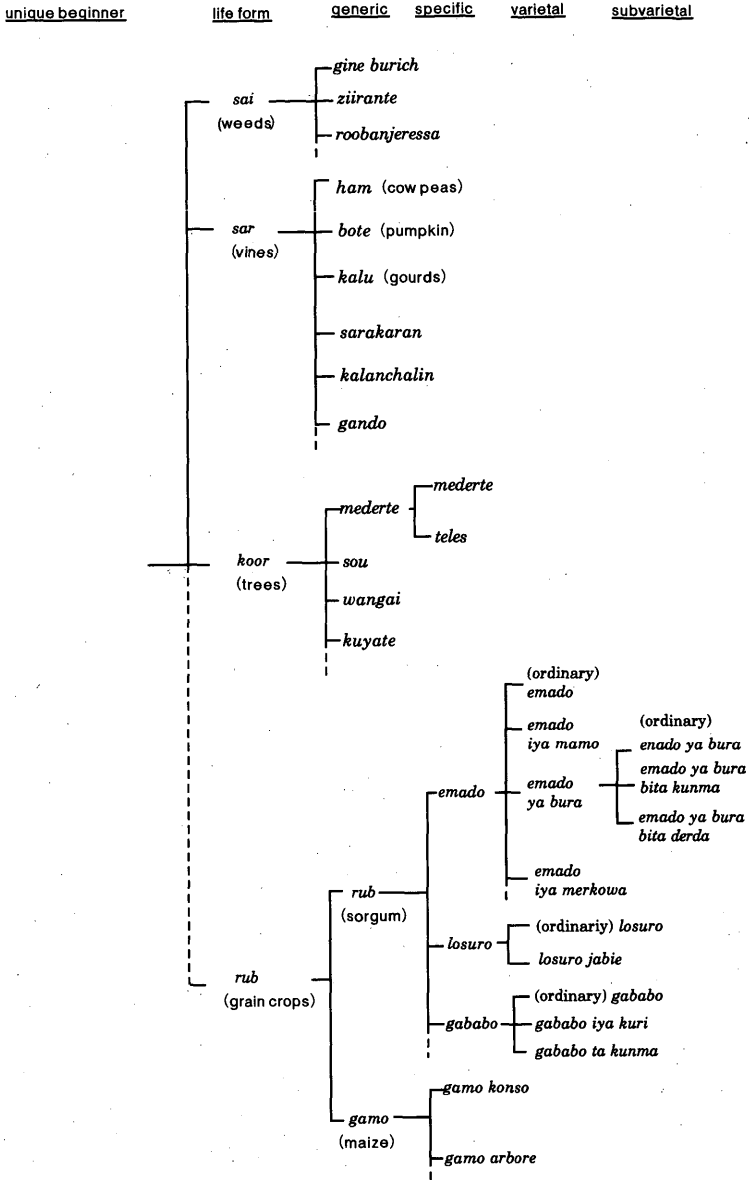 unique beginner life form generic specific varietal subvarietal
gine burich
sai ziirante
(weeds)
roobanjeressa
ham (cow peas)
sar bote (pumpkin)
(vines)
kalu (gourds)
sarakaran
kalanchalin
gando
mederte
mederte
teles
koor sou
(trees)
wangai
kuyate
(ordinary)
emado
emado
iya mamo
(ordinary)
enado ya bura
emado emado
ya bura
emado ya bura
bita kunma
emado ya bura
bita derda
emado
iya merkowa
rub
(sorgum)
(ordinariy) losuro
losuro
losuro jabie
rub
(grain crops)
(ordinary) gababo
gababo gababo iya kuri
gababo ta kunma
gamo konso
gamo
(maize)
gamo arbore